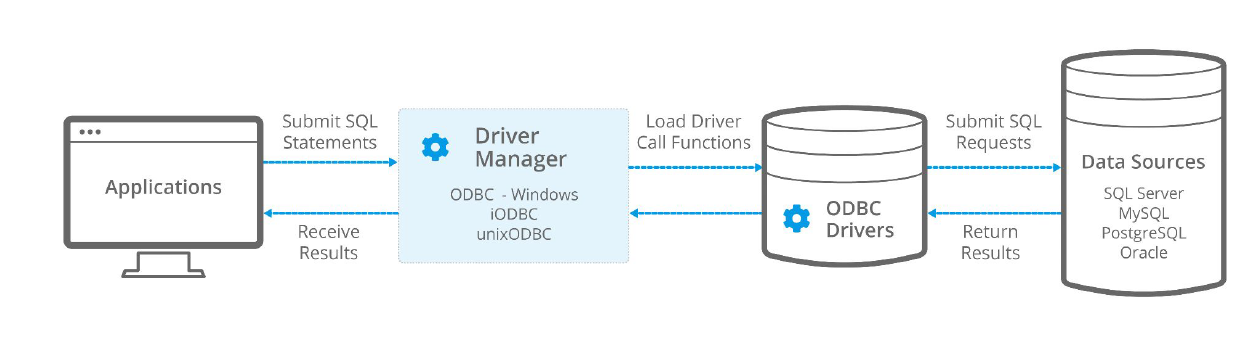 Applications
Submit SQL
Statements
Receive
Results
Driver
Manager
ODBC - Windows
iODBC
unixODBC
Load Driver
Call Functions
ODBC
Drivers
Submit SQL
Requests
Return
Results
Data Sources
SQL Server
MySQL
PostgreSQL
Oracle